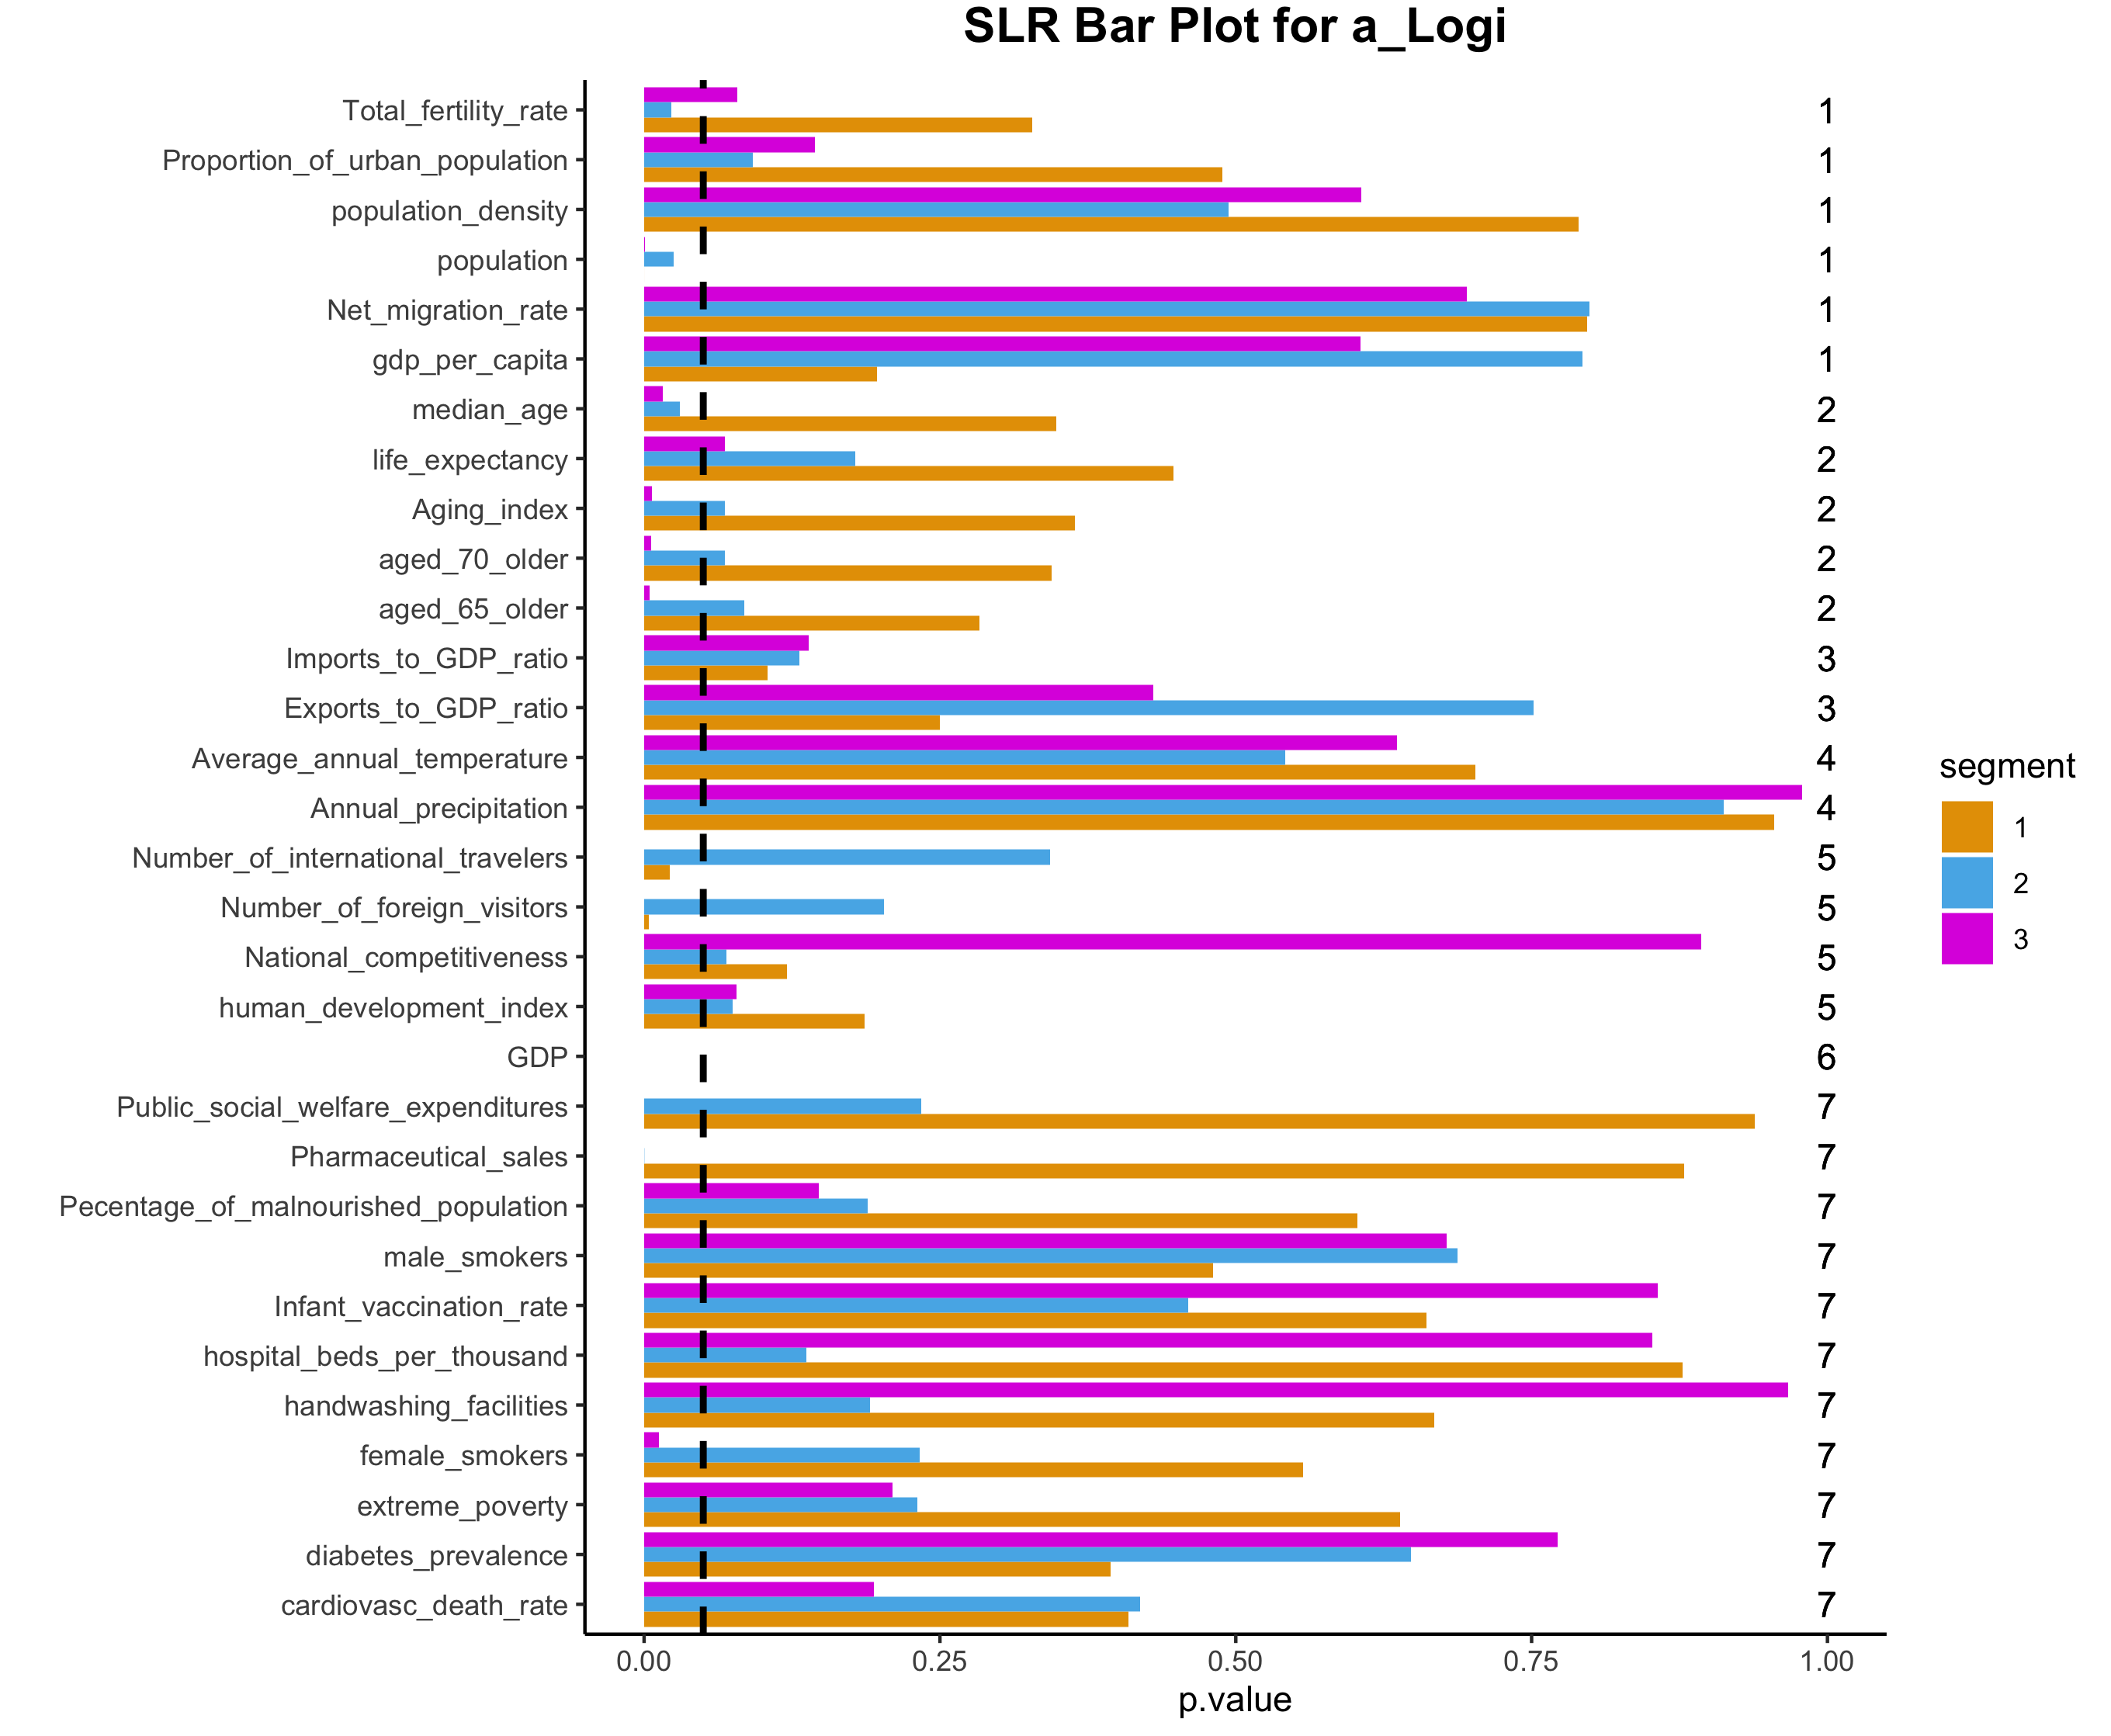 SLR Bar Plot for a_Logi
Total_fertility_rate 1
Proportion_of_urban_population 1
population_density 1
population 1
Net_migration_rate 1
gdp_per_capita 1
median_age 2
life_expectancy 2
Aging_index 2
aged_70_older 2
aged_65_older 2
Imports_to_GDP_ratio 3
Exports_to_GDP_ratio 3
Average_annual_temperature 4
Annual_precipitation 4
Number_of_international_travelers 5
Number_of_foreign_visitors 5
National_competitiveness 5
human_development_index 5
GDP 6
Public_social_welfare_expenditures 7
Pharmaceutical_sales 7
Pecentage_of_malnourished_population 7
male_smokers 7
Infant_vaccination_rate 7
hospital_beds_per_thousand 7
handwashing_facilities 7
female_smokers 7
extreme_poverty 7
diabetes_prevalence 7
cardiovasc_death_rate 7
0.00 0.25 0.50 0.75 1.00
p.value
segment
1
2
3